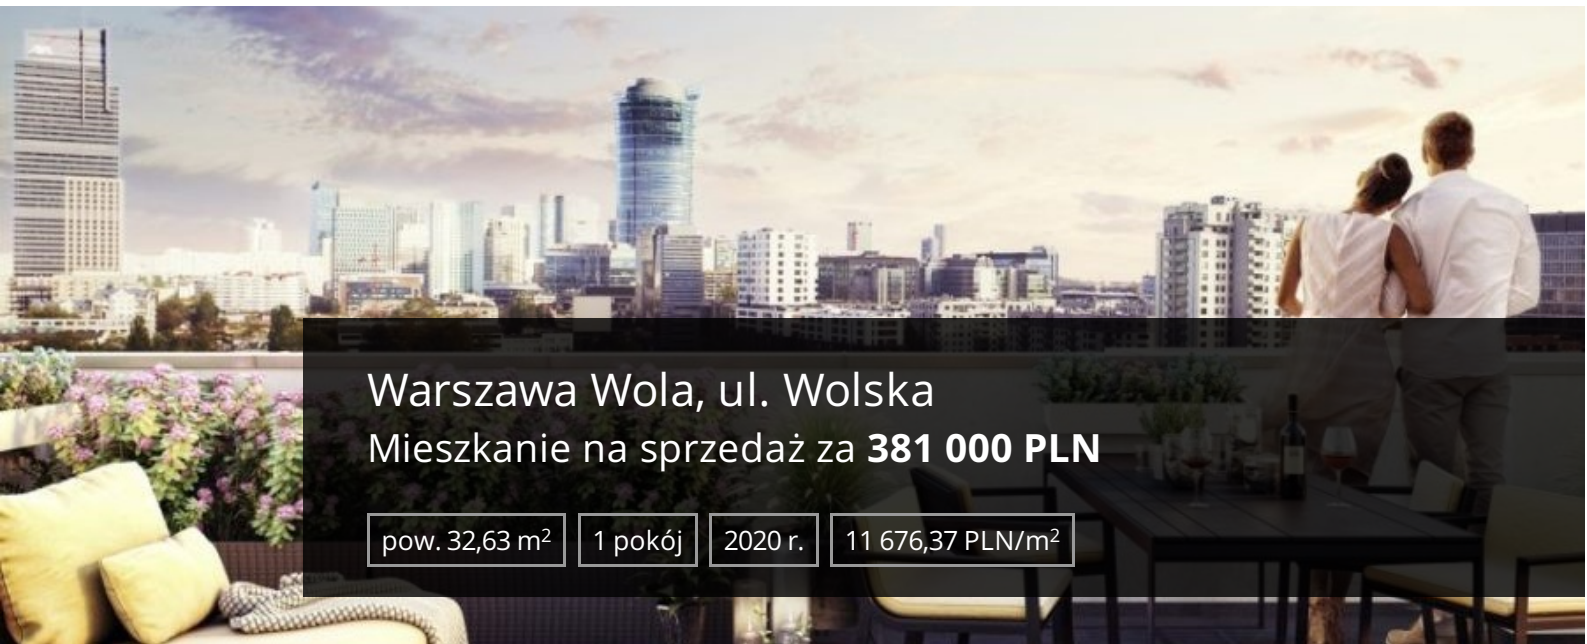 Warszawa Wola, ul. Wolska
Mieszkanie na sprzedaż za 381 000 PLN
pow. 32,63 m²
1 pokój
2020 r.
11 676,37 PLN/m²